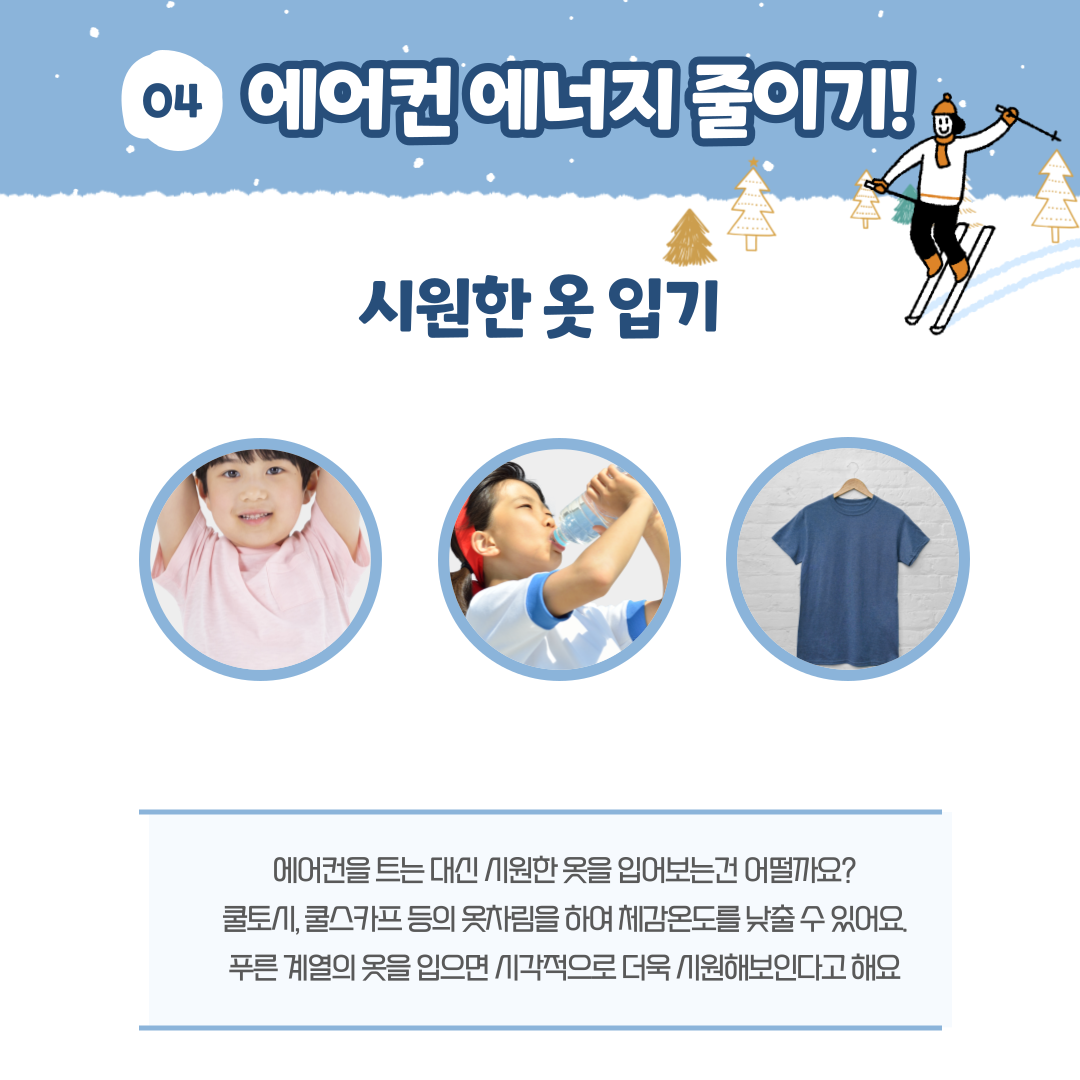 04 에어컨 에너지 줄이기!
시원한 옷 입기
에어컨을 트는 대신 시원한 옷을 입어보는건 어떨까요?
쿨토시, 쿨스카프 등의 옷차림을 하여 체감온도를 낮출 수 있어요.
푸른 계열의 옷을 입으면 시각적으로 더욱 시원해보인다고 해요